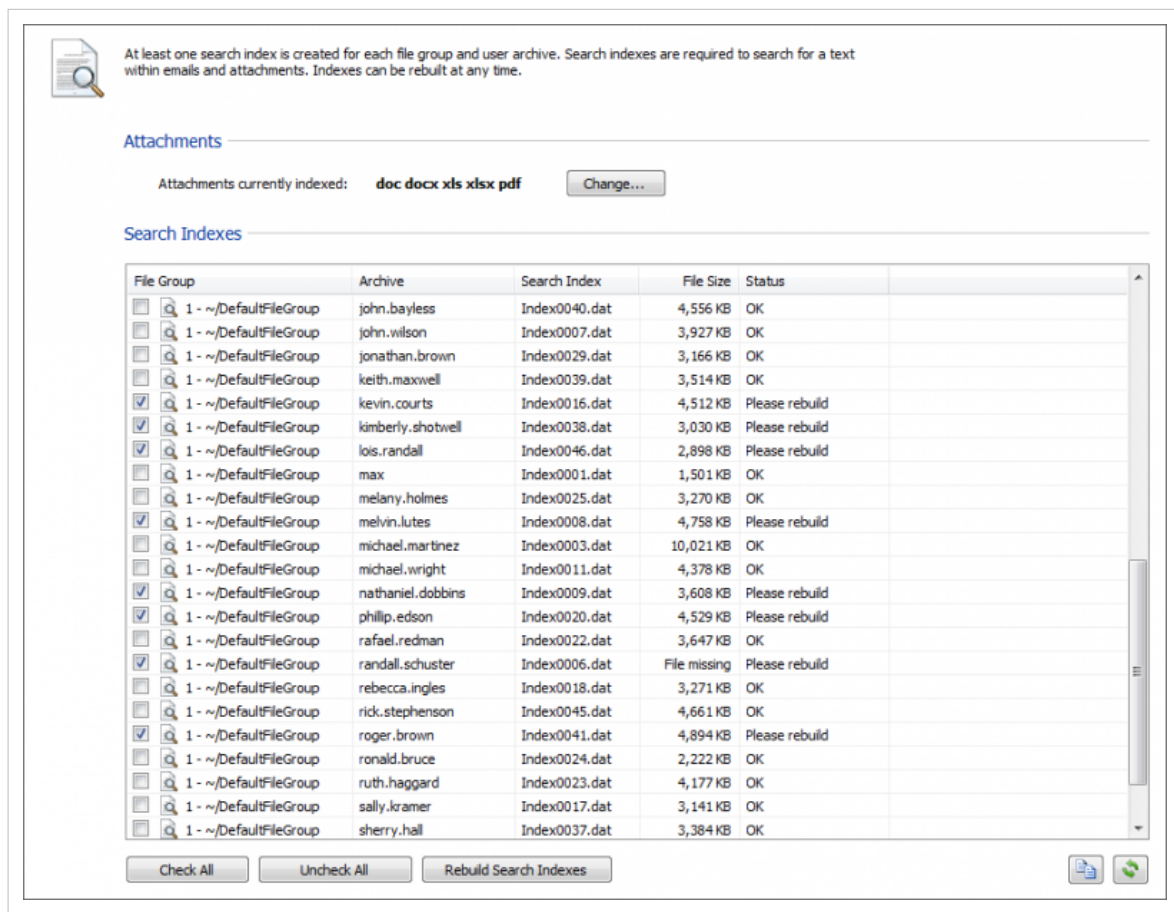 At least one search index is created for each file group and user archive. Search indexes are required to search for a text
within emails and attachments. Indexes can be rebuilt at any time.
Attachments
Attachments currently indexed: doc docx xls xlsx pdf Change...
Search Indexes
File Group Archive Search Index File Size Status
1 - ~/DefaultFileGroup john.bayless Index0040.dat 4,556 KB OK
1 - ~/DefaultFileGroup john.wilson Index0007.dat 3,927 KB OK
1 - ~/DefaultFileGroup jonathan.brown Index0029.dat 3,166 KB OK
1 - ~/DefaultFileGroup keith.maxwell Index0039.dat 3,514 KB OK
1 - ~/DefaultFileGroup kevin.courts Index0016.dat 4,512 KB Please rebuild
1 - ~/DefaultFileGroup kimberly.shotwell Index0038.dat 3,030 KB Please rebuild
1 - ~/DefaultFileGroup lois.randall Index0046.dat 2,898 KB Please rebuild
1 - ~/DefaultFileGroup max Index0001.dat 1,501 KB OK
1 - ~/DefaultFileGroup melany.holmes Index0025.dat 3,270 KB OK
1 - ~/DefaultFileGroup melvin.lutes Index0008.dat 4,758 KB Please rebuild
1 - ~/DefaultFileGroup michael.martinez Index0003.dat 10,021 KB OK
1 - ~/DefaultFileGroup michael.wright Index0011.dat 4,378 KB OK
1 - ~/DefaultFileGroup nathaniel.dobbins Index0009.dat 3,608 KB Please rebuild
1 - ~/DefaultFileGroup phillip.edson Index0020.dat 4,529 KB Please rebuild
1 - ~/DefaultFileGroup rafael.redman Index0022.dat 3,647 KB OK
1 - ~/DefaultFileGroup randall.schuster Index0006.dat File missing Please rebuild
1 - ~/DefaultFileGroup rebecca.ingles Index0018.dat 3,271 KB OK
1 - ~/DefaultFileGroup rick.stephenson Index0045.dat 4,661 KB OK
1 - ~/DefaultFileGroup roger.brown Index0041.dat 4,894 KB Please rebuild
1 - ~/DefaultFileGroup ronald.bruce Index0024.dat 2,222 KB OK
1 - ~/DefaultFileGroup ruth.haggard Index0023.dat 4,177 KB OK
1 - ~/DefaultFileGroup sally.kramer Index0017.dat 3,141 KB OK
1 - ~/DefaultFileGroup sherry.hall Index0037.dat 3,384 KB OK
Check All Uncheck All Rebuild Search Indexes